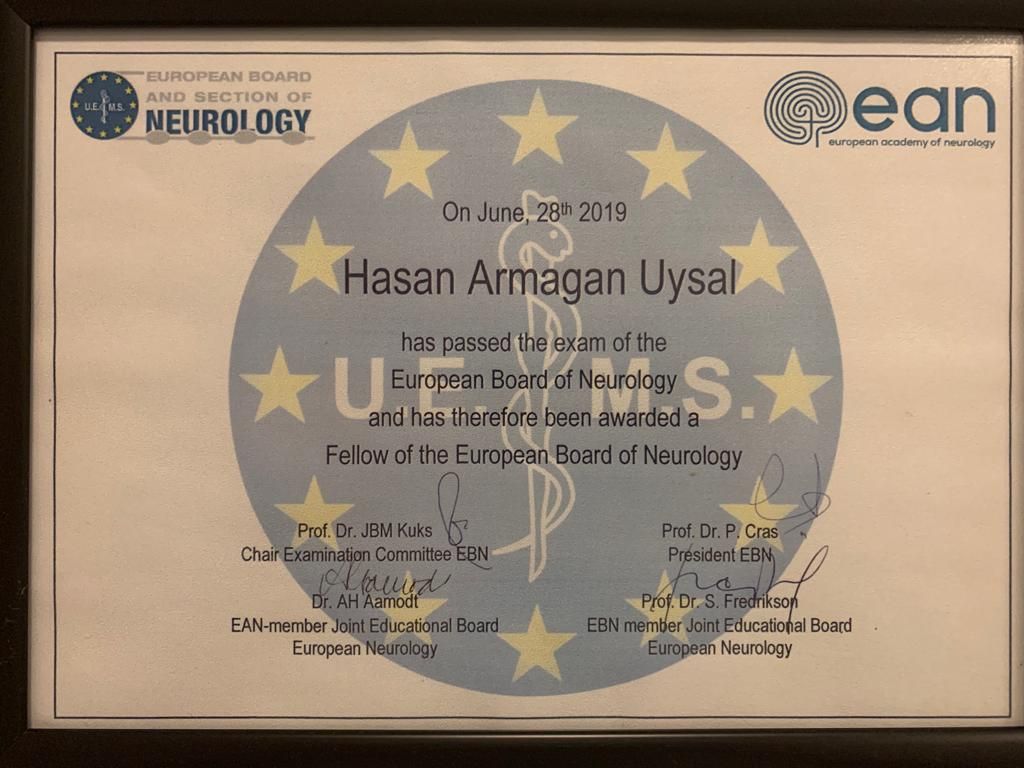 EUROPEAN BOARD
AND SECTION OF
NEUROLOGY
U.E.M.S.
ean
european academy of neurology
On June, 28th 2019
Hasan Armagan Uysal
has passed the exam of the
European Board of Neurology
U.E.M.S.
and has therefore been awarded a
Fellow of the European Board of Neurology
Prof. Dr. JBM Kuks
Chair Examination Committee EBN
Prof. Dr. P. Cras
President EBN
Aamodt
Dr. AH Aamodt
EAN-member Joint Educational Board
European Neurology
Prof. Dr. S. Fredrikson
EBN member Joint Educational Board
European Neurology